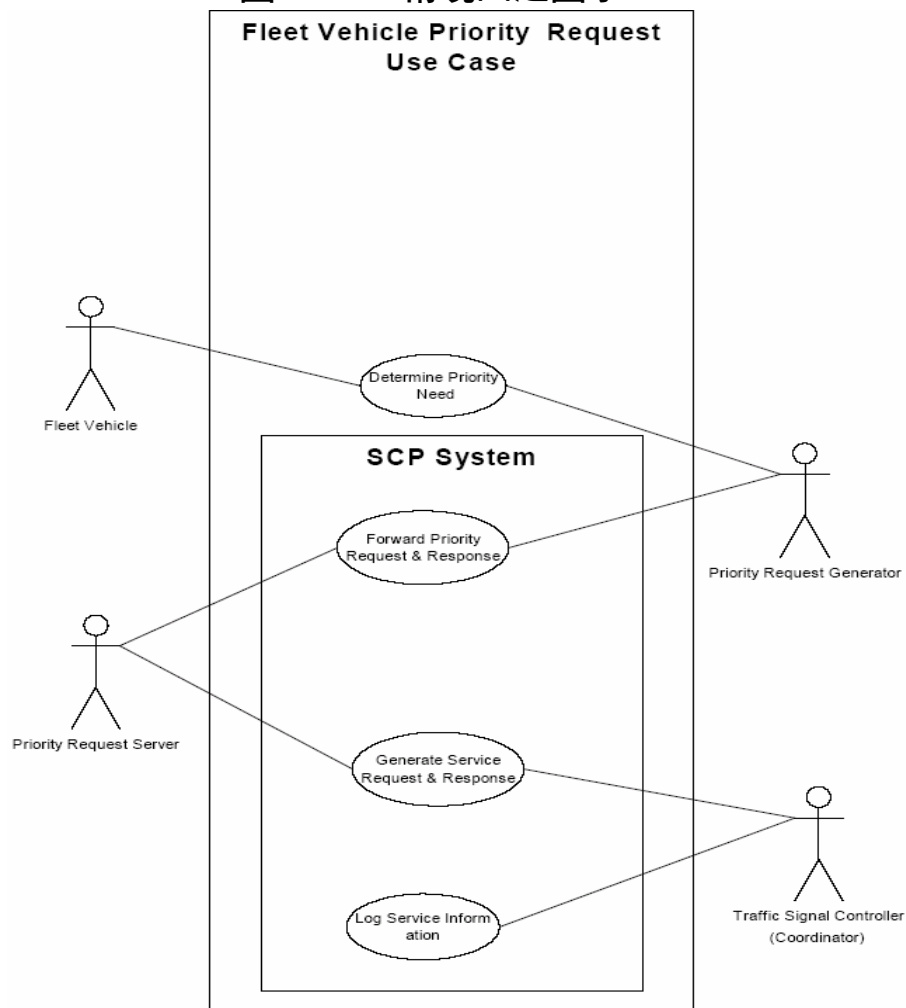 Fleet Vehicle Priority Request
Use Case
Determine Priority
Need
Fleet Vehicle
SCP System
Forward Priority
Request & Response
Priority Request Generator
Priority Request Server
Generate Service
Request & Response
Log Service Inform
ation
Traffic Signal Controller
(Coordinator)